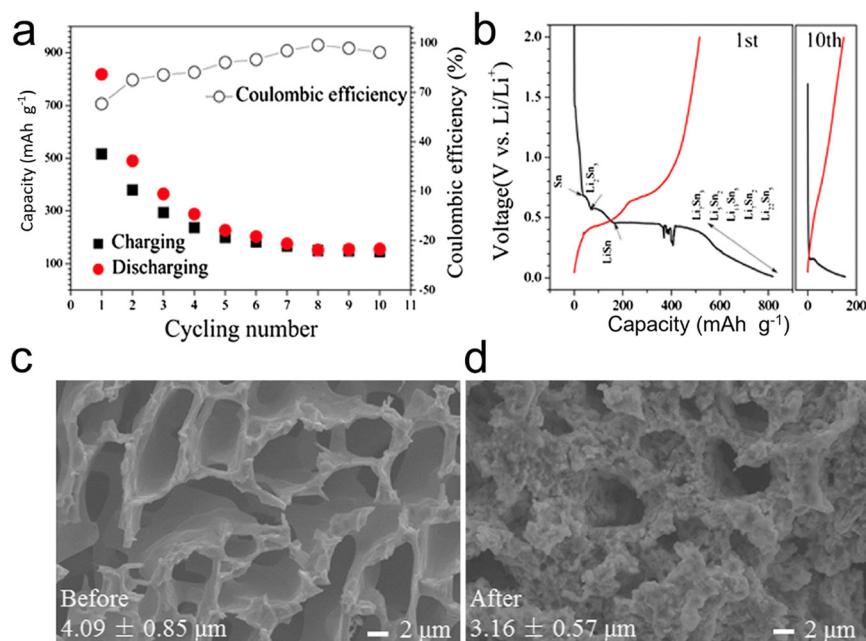 a
900
700
500
300
100
Capacity (mAh g-1)
100
70
40
10
-20
-50
Coulombic efficiency (%)
Coulombic efficiency
Charging
Discharging
1 2 3 4 5 6 7 8 9 10 11
Cycling number
b
1st
10th
2.0
1.5
1.0
0.5
0.0
Voltage(V vs. Li/Li+)
Sn
Li2Sn5
LiSn
Li7Sn3
Li5Sn2
Li13Sn5
Li7Sn2
Li22Sn5
0 200 400 600 800
0 200
Capacity (mAh g-1)
c
Before
4.09 ± 0.85 μm
2 μm
d
After
3.16 ± 0.57 μm
2 μm